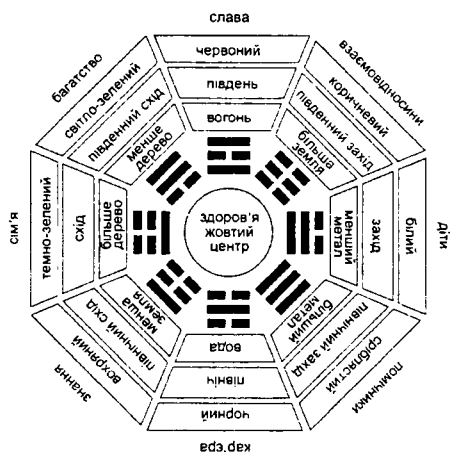 слава
червоний
південь
вогонь
взаємовідносини
коричневий
південний захід
більша
земля
діти
білий
захід
менший
метал
помічники
сріблястий
північний захід
більший
метал
кар'єра
чорний
північ
вода
знання
вохряний
північний схід
менша
земля
сім'я
темно-зелений
схід
більше
дерево
багатство
світло-зелений
південний схід
менше
дерево
здоров'я
жовтий
центр